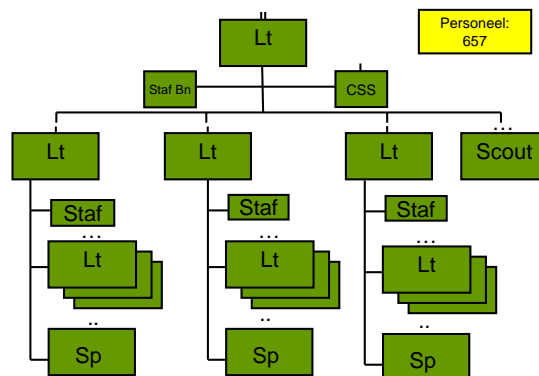 ||
Lt
Personeel:
657
Staf Bn
CSS
|
|
|
|
...
Lt
Lt
Lt
Scout
Staf
Staf
Staf
...
...
...
Lt
Lt
Lt
..
..
..
Sp
Sp
Sp